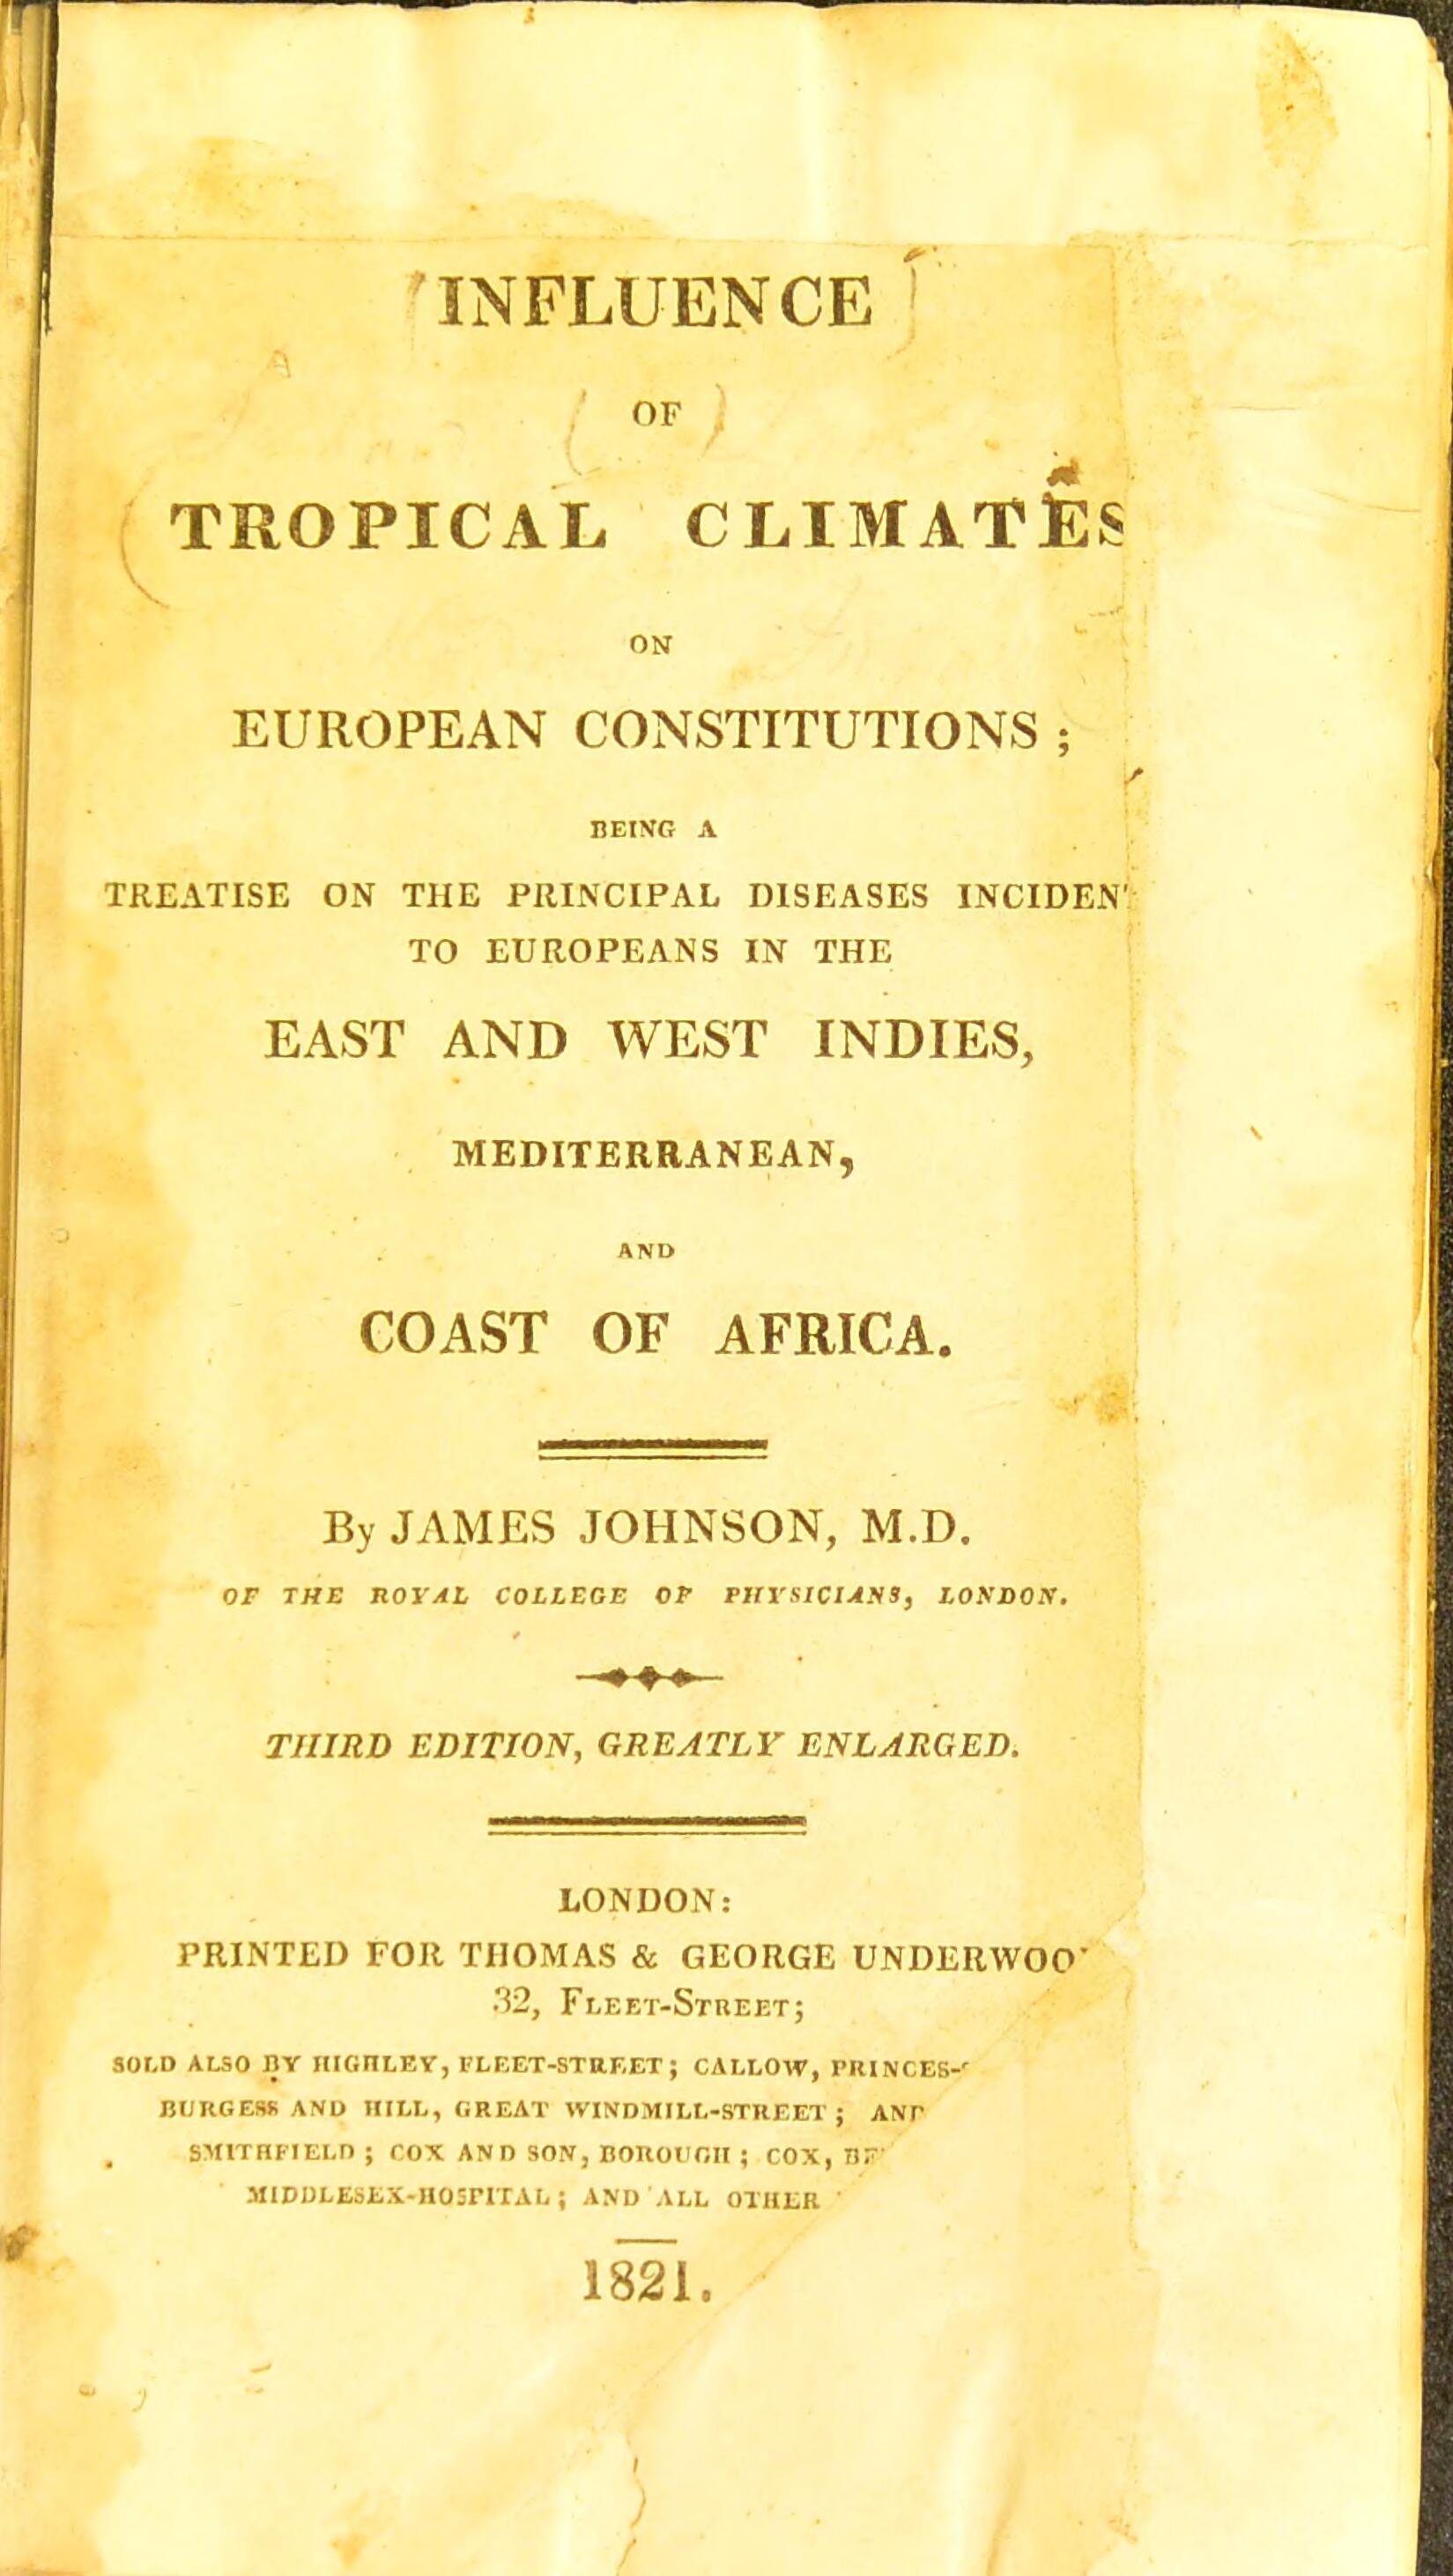 INFLUENCE
OF
TROPICAL CLIMATES
ON
EUROPEAN CONSTITUTIONS;
BEING A
TREATISE ON THE PRINCIPAL DISEASES INCIDEN
TO EUROPEANS IN THE
EAST AND WEST INDIES,
MEDITERRANEAN,
AND
COAST OF AFRICA.
By JAMES JOHNSON, M.D.
OF THE ROYAL COLLEGE OF PHYSICIANS, LONDON.
THIRD EDITION, GREATLY ENLARGED.
LONDON:
PRINTED FOR THOMAS & GEORGE UNDERWOO
32, FLEET-STREET;
SOLD ALSO BY HIGHLEY, FLEET-STREET; CALLOW, PRINCES-
BURGESS AND HILL, GREAT WINDMILL-STREET;
SMITHFIELD; COX AND SON, BOROUGH; COX,
MIDDLESEX-HOSPITAL; AND ALL OTHER
1821.